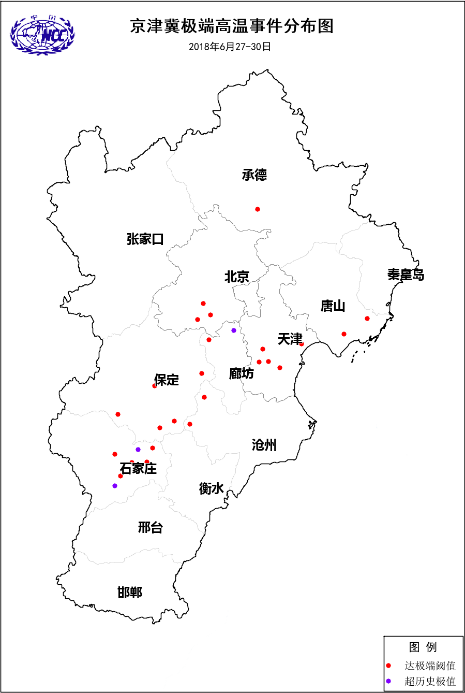 京津冀极端高温事件分布图
2018年6月27-30日
中国
NCC
承德
张家口
北京
秦皇岛
唐山
天津
廊坊
保定
沧州
石家庄
衡水
邢台
邯郸
图 例
达极端阈值
超历史极值